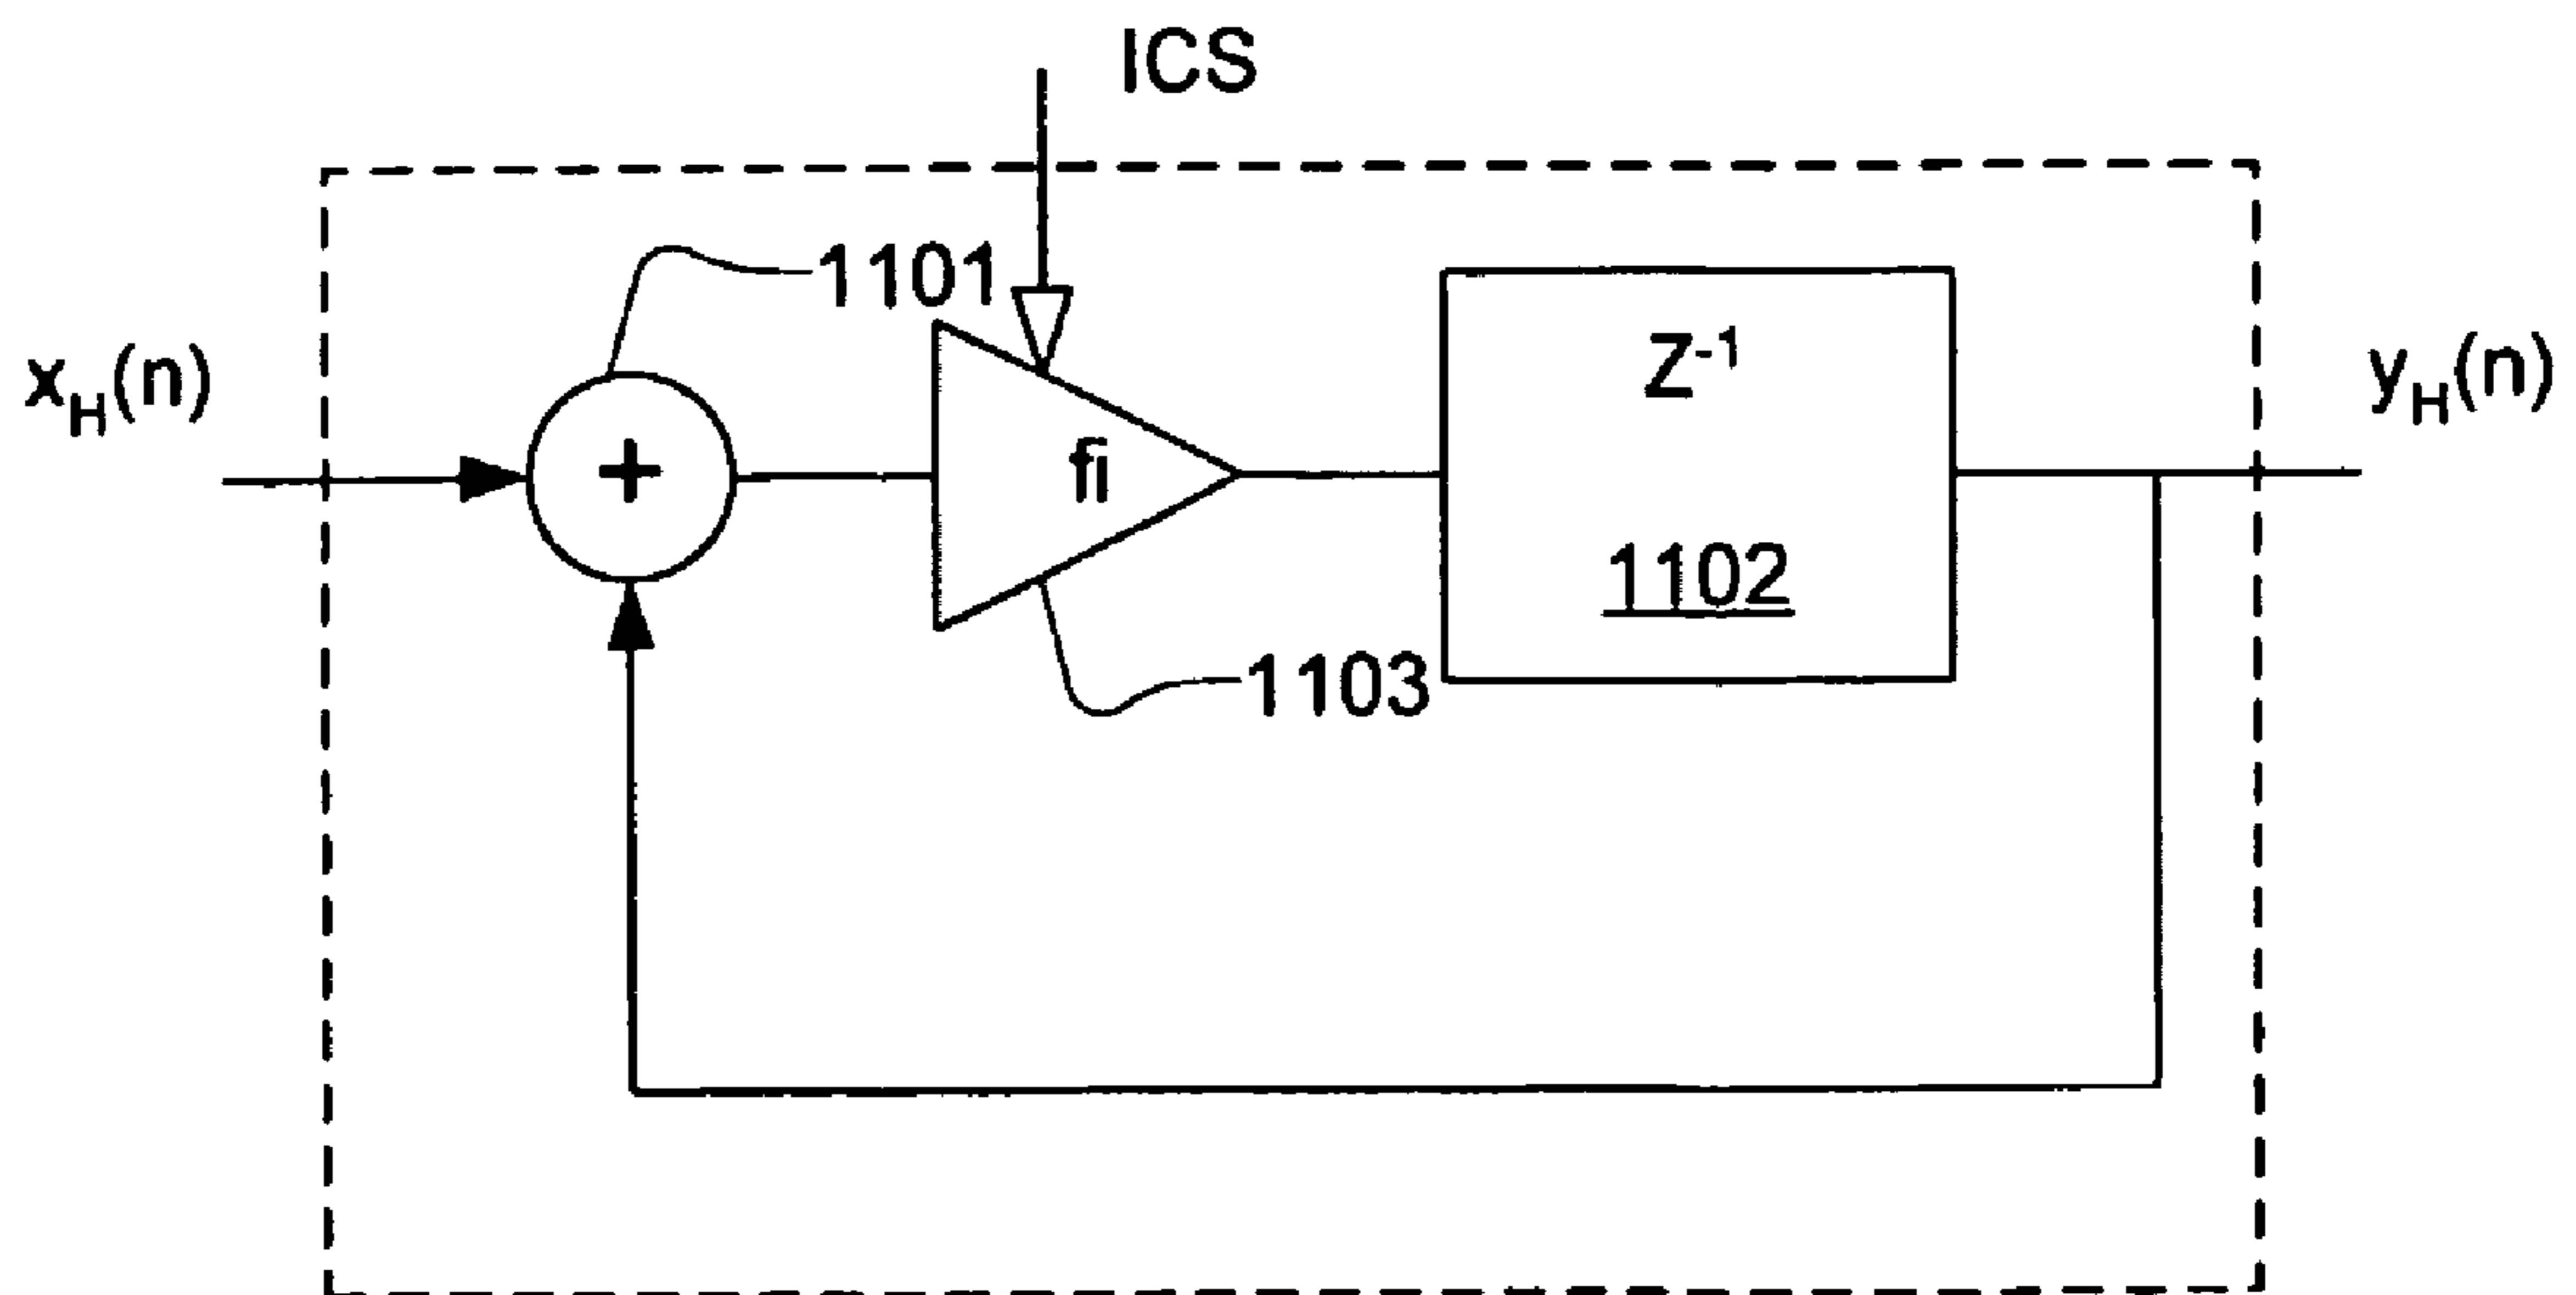 ICS
1101
x_H(n)
y_H(n)
Z⁻¹
+
fi
1102
1103